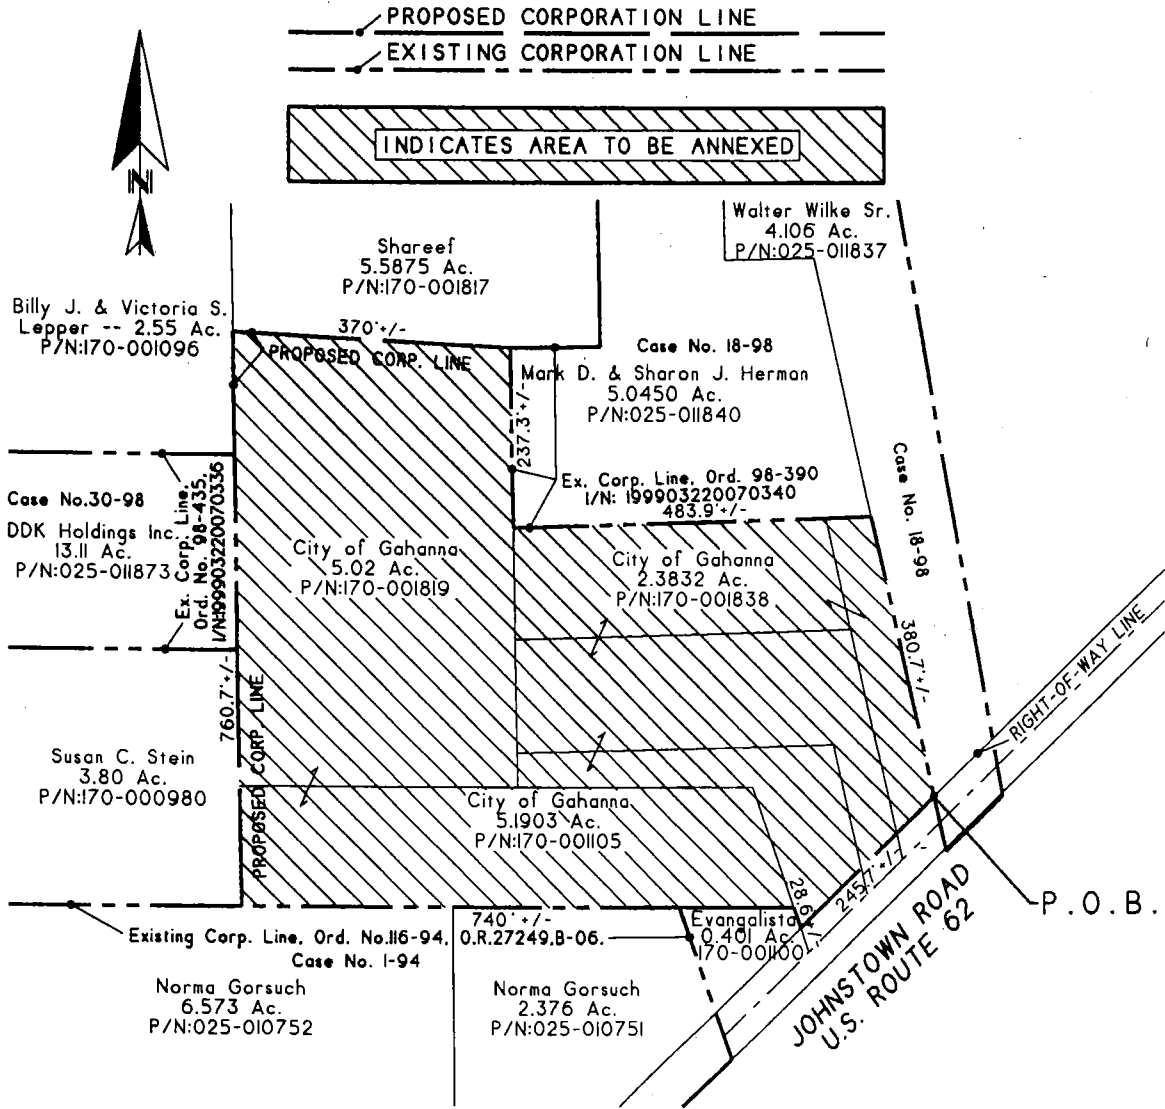 PROPOSED CORPORATION LINE
EXISTING CORPORATION LINE
INDICATES AREA TO BE ANNEXED
N
Walter Wilke Sr.
4.106 Ac.
P/N:025-011837
Shareef
5.5875 Ac.
P/N:170-001817
Billy J. & Victoria S.
Lepper -- 2.55 Ac.
P/N:170-001096
370'+/-
PROPOSED CORP. LINE
Case No. 18-98
Mark D. & Sharon J. Herman
5.0450 Ac.
P/N:025-011840
237.3'+/-
Ex. Corp. Line, Ord. 98-390
I/N: 199903220070340
483.9'+/-
Case No. 18-98
Case No.30-98
DDK Holdings Inc.
13.11 Ac.
P/N:025-011873
Ex. Corp. Line,
Ord. No. 98-435,
I/N:199903220070336
City of Gahanna
5.02 Ac.
P/N:170-001819
City of Gahanna
2.3832 Ac.
P/N:170-001838
380.7'+/-
RIGHT-OF-WAY LINE
760.7'+/-
PROPOSED CORP LINE
Susan C. Stein
3.80 Ac.
P/N:170-000980
City of Gahanna
5.1903 Ac.
P/N:170-001105
28.6'+/-
245.7'+/-
P.O.B.
JOHNSTOWN ROAD
U.S. ROUTE 62
740'+/-
Existing Corp. Line, Ord. No.116-94, O.R.27249,B-06.
Case No. 1-94
Evangalista
0.401 Ac.
170-001100
Norma Gorsuch
6.573 Ac.
P/N:025-010752
Norma Gorsuch
2.376 Ac.
P/N:025-010751